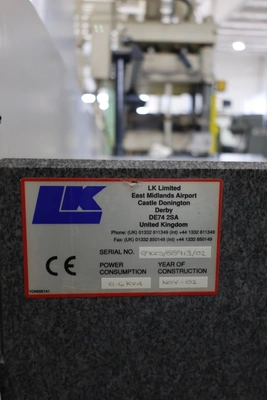 LK
LK Limited
East Midlands Airport
Castle Donington
Derby
DE74 2SA
United Kingdom
Phone: (UK) 01332 811349 (Int) +44 1332 811349
Fax: (UK) 01332 850149 (Int) +44 1332 850149
SERIAL NO.
POWER CONSUMPTION
YEAR OF CONSTRUCTION
CE